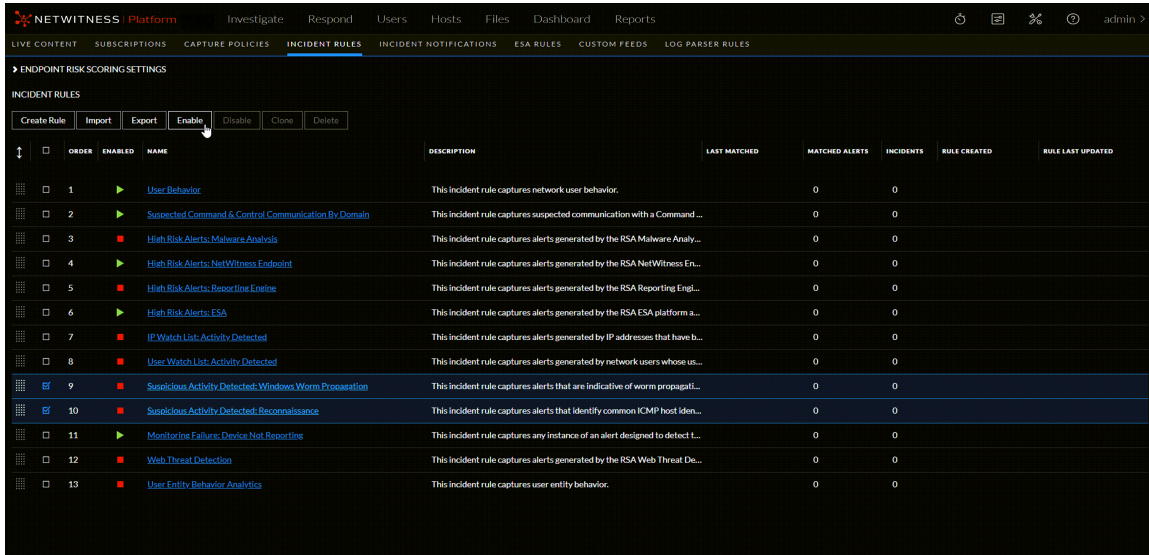 NETWITNESS Platform Investigate Respond Users Hosts Files Dashboard Reports admin >
LIVE CONTENT SUBSCRIPTIONS CAPTURE POLICIES INCIDENT RULES INCIDENT NOTIFICATIONS ESA RULES CUSTOM FEEDS LOG PARSER RULES
ENDPOINT RISK SCORING SETTINGS
INCIDENT RULES
Create Rule Import Export Enable Disable Clone Delete
ORDER ENABLED NAME DESCRIPTION LAST MATCHED MATCHED ALERTS INCIDENTS RULE CREATED RULE LAST UPDATED
1 User Behavior This incident rule captures network user behavior. 0 0
2 Suspected Command & Control Communication By Domain This incident rule captures suspected communication with a Command ... 0 0
3 High Risk Alerts: Malware Analysis This incident rule captures alerts generated by the RSA Malware Analy... 0 0
4 High Risk Alerts: NetWitness Endpoint This incident rule captures alerts generated by the RSA NetWitness En... 0 0
5 High Risk Alerts: Reporting Engine This incident rule captures alerts generated by the RSA Reporting Engi... 0 0
6 High Risk Alerts: ESA This incident rule captures alerts generated by the RSA ESA platform a... 0 0
7 IP Watch List: Activity Detected This incident rule captures alerts generated by IP addresses that have b... 0 0
8 User Watch List: Activity Detected This incident rule captures alerts generated by network users whose us... 0 0
9 Suspicious Activity Detected: Windows Worm Propagation This incident rule captures alerts that are indicative of worm propagati... 0 0
10 Suspicious Activity Detected: Reconnaissance This incident rule captures alerts that identify common ICMP host iden... 0 0
11 Monitoring Failure: Device Not Reporting This incident rule captures any instance of an alert designed to detect t... 0 0
12 Web Threat Detection This incident rule captures alerts generated by the RSA Web Threat De... 0 0
13 User Entity Behavior Analytics This incident rule captures user entity behavior. 0 0